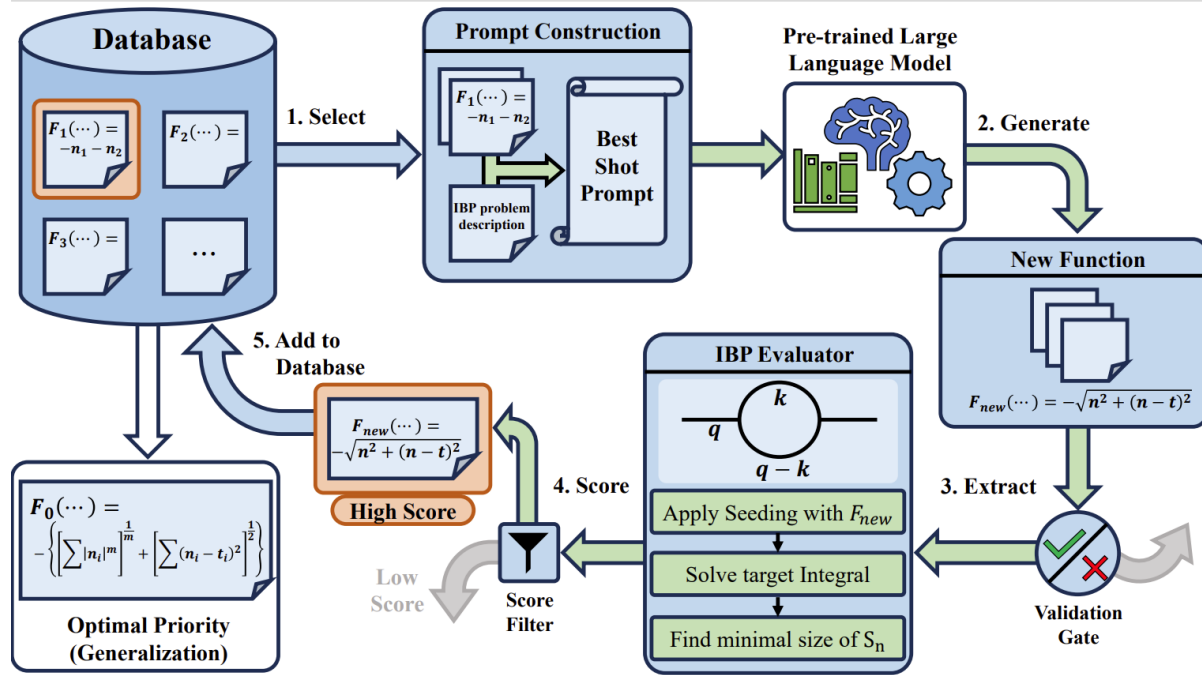 Database
F₁(⋯) =
−n₁ − n₂
F₂(⋯) =
F₃(⋯) =
⋯
1. Select
Prompt Construction
F₁(⋯) =
−n₁ − n₂
IBP problem
description
Best
Shot
Prompt
Pre-trained Large
Language Model
2. Generate
New Function
F_new(⋯) = −√(n² + (n − t)²)
3. Extract
Validation
Gate
IBP Evaluator
k
q
q − k
Apply Seeding with F_new
Solve target Integral
Find minimal size of S_n
4. Score
Score
Filter
Low
Score
F_new(⋯) =
−√(n² + (n − t)²)
High Score
5. Add to
Database
F₀(⋯) =
−{[∑|nᵢ|^m]^(1/m) + [∑(nᵢ − tᵢ)²]^(1/2)}
Optimal Priority
(Generalization)